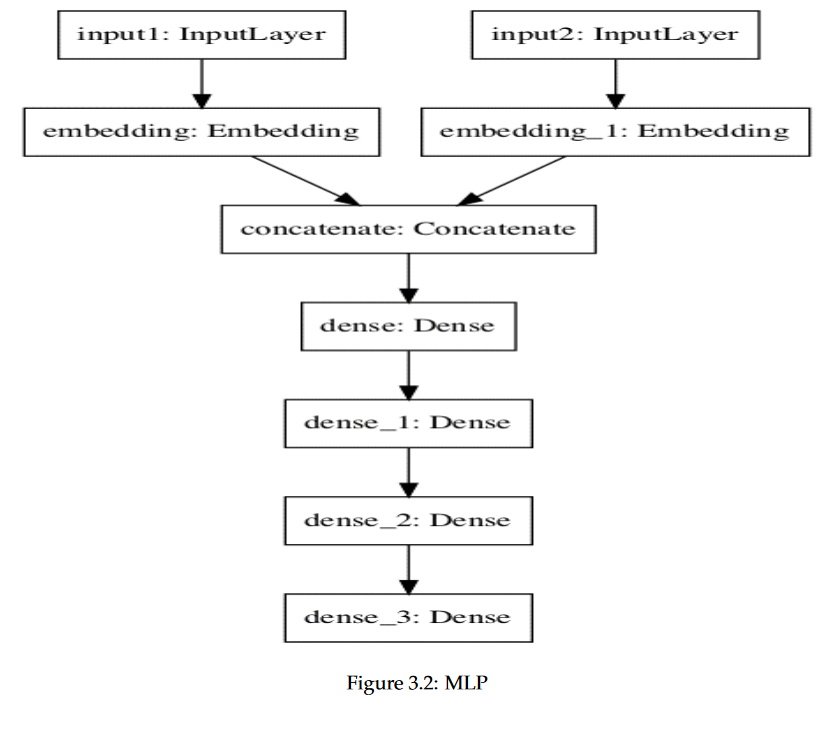 input1: InputLayer
input2: InputLayer
embedding: Embedding
embedding_1: Embedding
concatenate: Concatenate
dense: Dense
dense_1: Dense
dense_2: Dense
dense_3: Dense
Figure 3.2: MLP